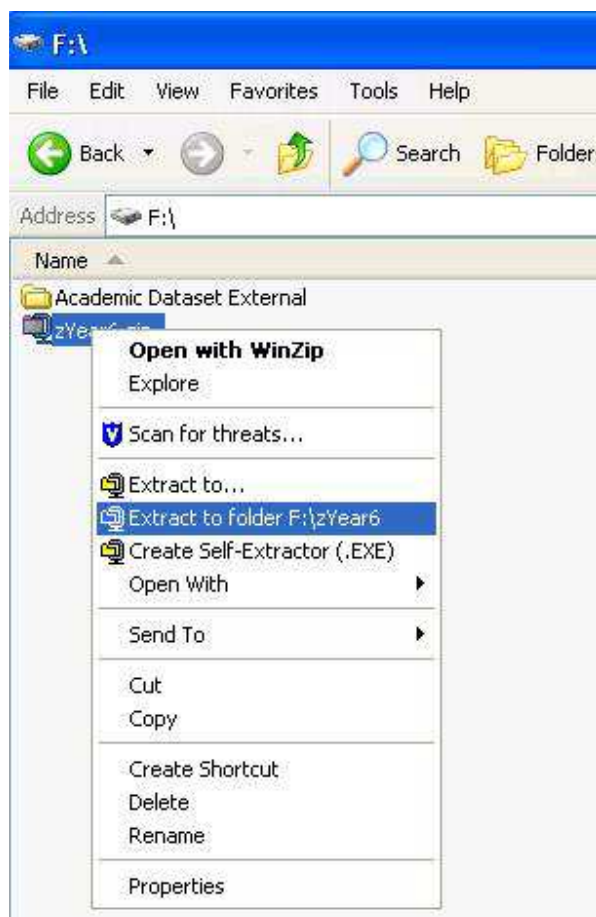 F:\
File Edit View Favorites Tools Help
Back Search Folder
Address F:\
Name
Academic Dataset External
zYear6.zip
Open with WinZip
Explore
Scan for threats...
Extract to...
Extract to folder F:\zYear6
Create Self-Extractor (.EXE)
Open With
Send To
Cut
Copy
Create Shortcut
Delete
Rename
Properties